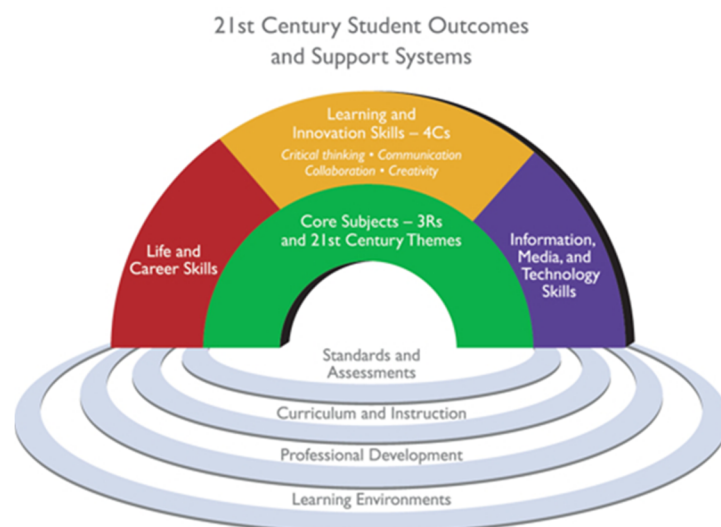 21st Century Student Outcomes
and Support Systems
Learning and
Innovation Skills – 4Cs
Critical thinking • Communication
Collaboration • Creativity
Core Subjects – 3Rs
and 21st Century Themes
Life and
Career Skills
Information,
Media, and
Technology
Skills
Standards and
Assessments
Curriculum and Instruction
Professional Development
Learning Environments